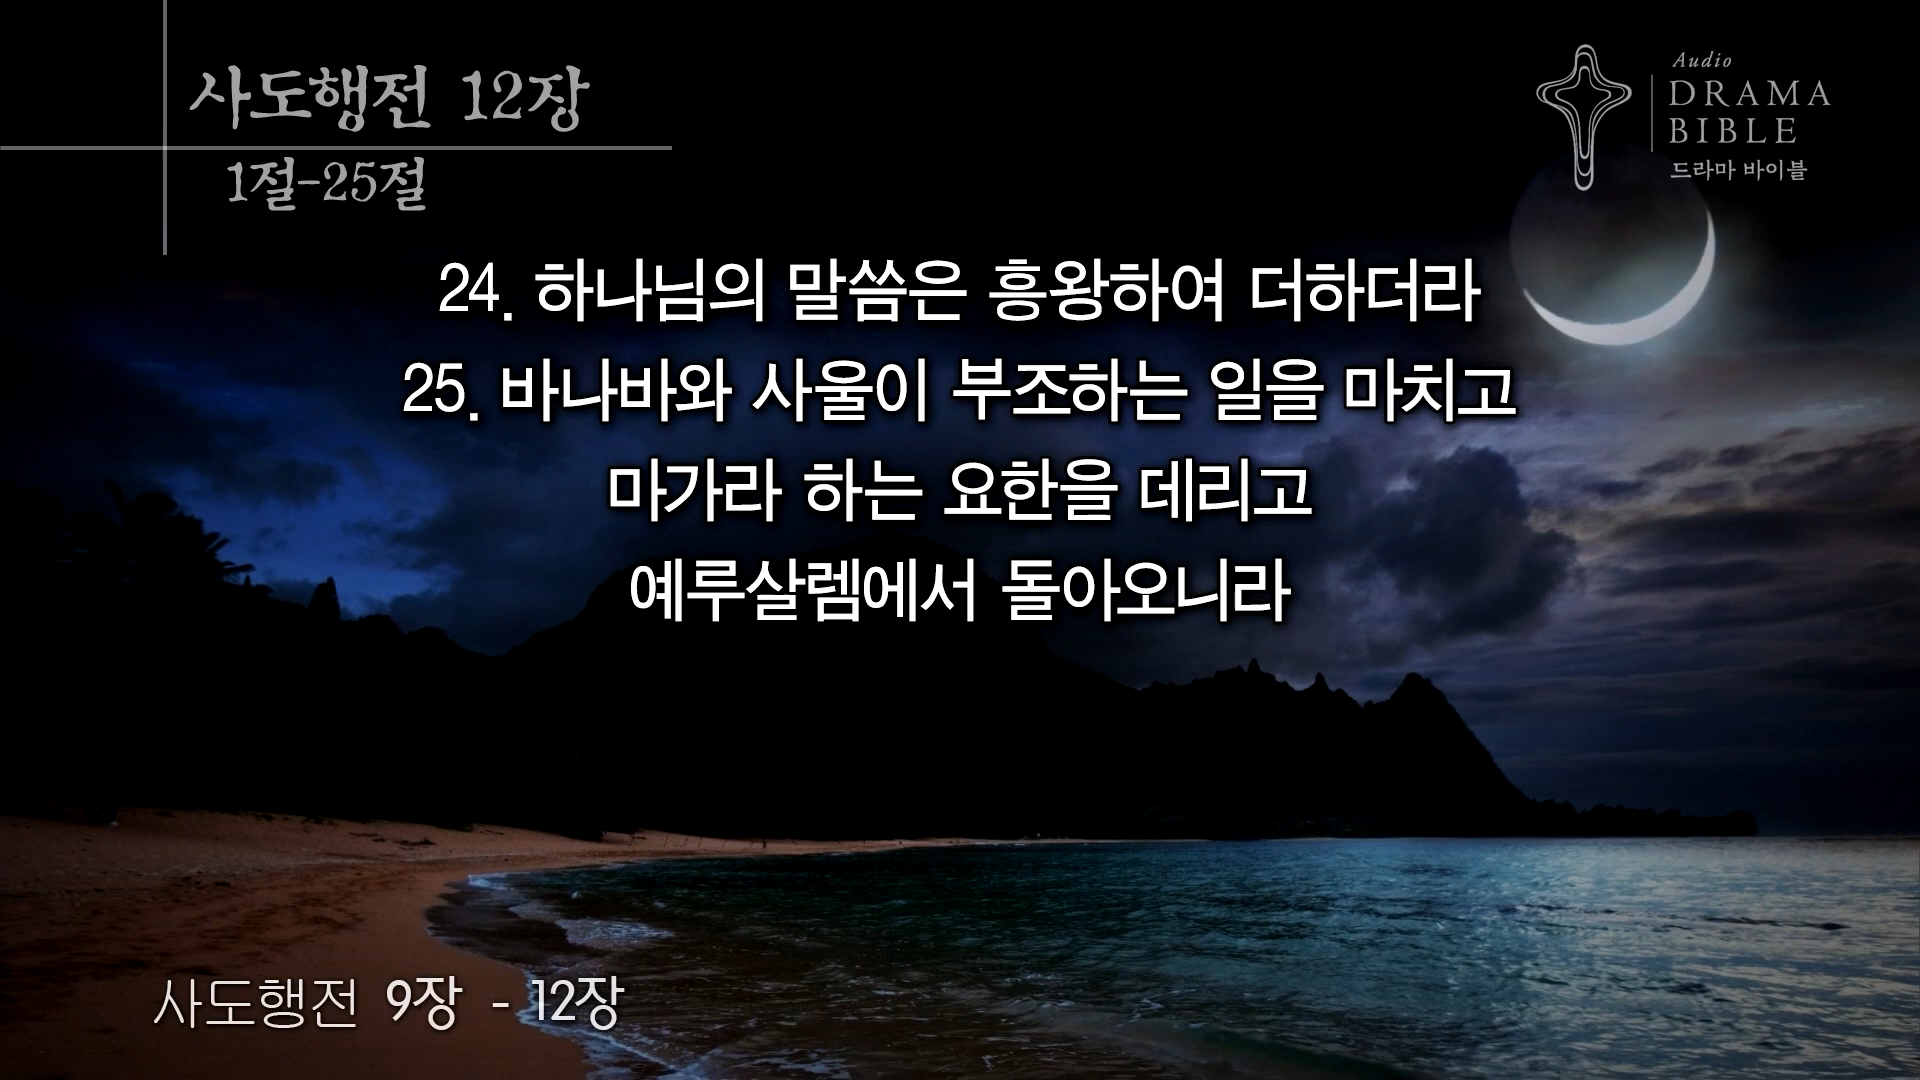 사도행전 12장
1절-25절
Audio
DRAMA
BIBLE
드라마 바이블
24. 하나님의 말씀은 흥왕하여 더하더라
25. 바나바와 사울이 부조하는 일을 마치고
마가라 하는 요한을 데리고
예루살렘에서 돌아오니라
사도행전 9장 - 12장